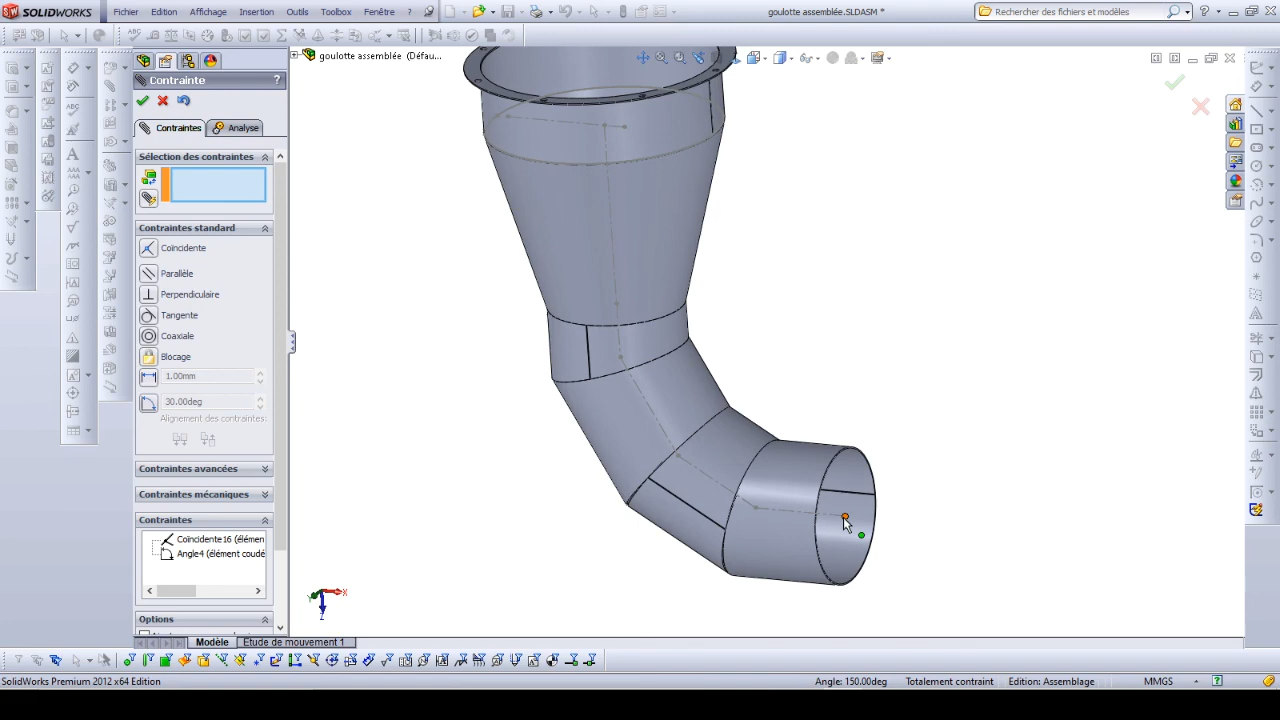 SOLIDWORKS
Fichier Edition Affichage Insertion Outils Toolbox Fenêtre ?
goulotte assemblée.SLDASM *
Rechercher des fichiers et modèles
goulotte assemblé (Défau...
Contrainte
?
Contraintes
Analyse
Sélection des contraintes
Contraintes standard
Coïncidente
Parallèle
Perpendiculaire
Tangente
Coaxiale
Blocage
1.00mm
30.00deg
Alignement des contraintes:
Contraintes avancées
Contraintes mécaniques
Contraintes
Coïncidente16 (élément coudé
Angle4 (élément coudé
Options
X
Z
Modèle
Etude de mouvement 1
SolidWorks Premium 2012 x64 Edition
Angle: 150.00deg
Totalement contraint
Edition: Assemblage
MMGS
?